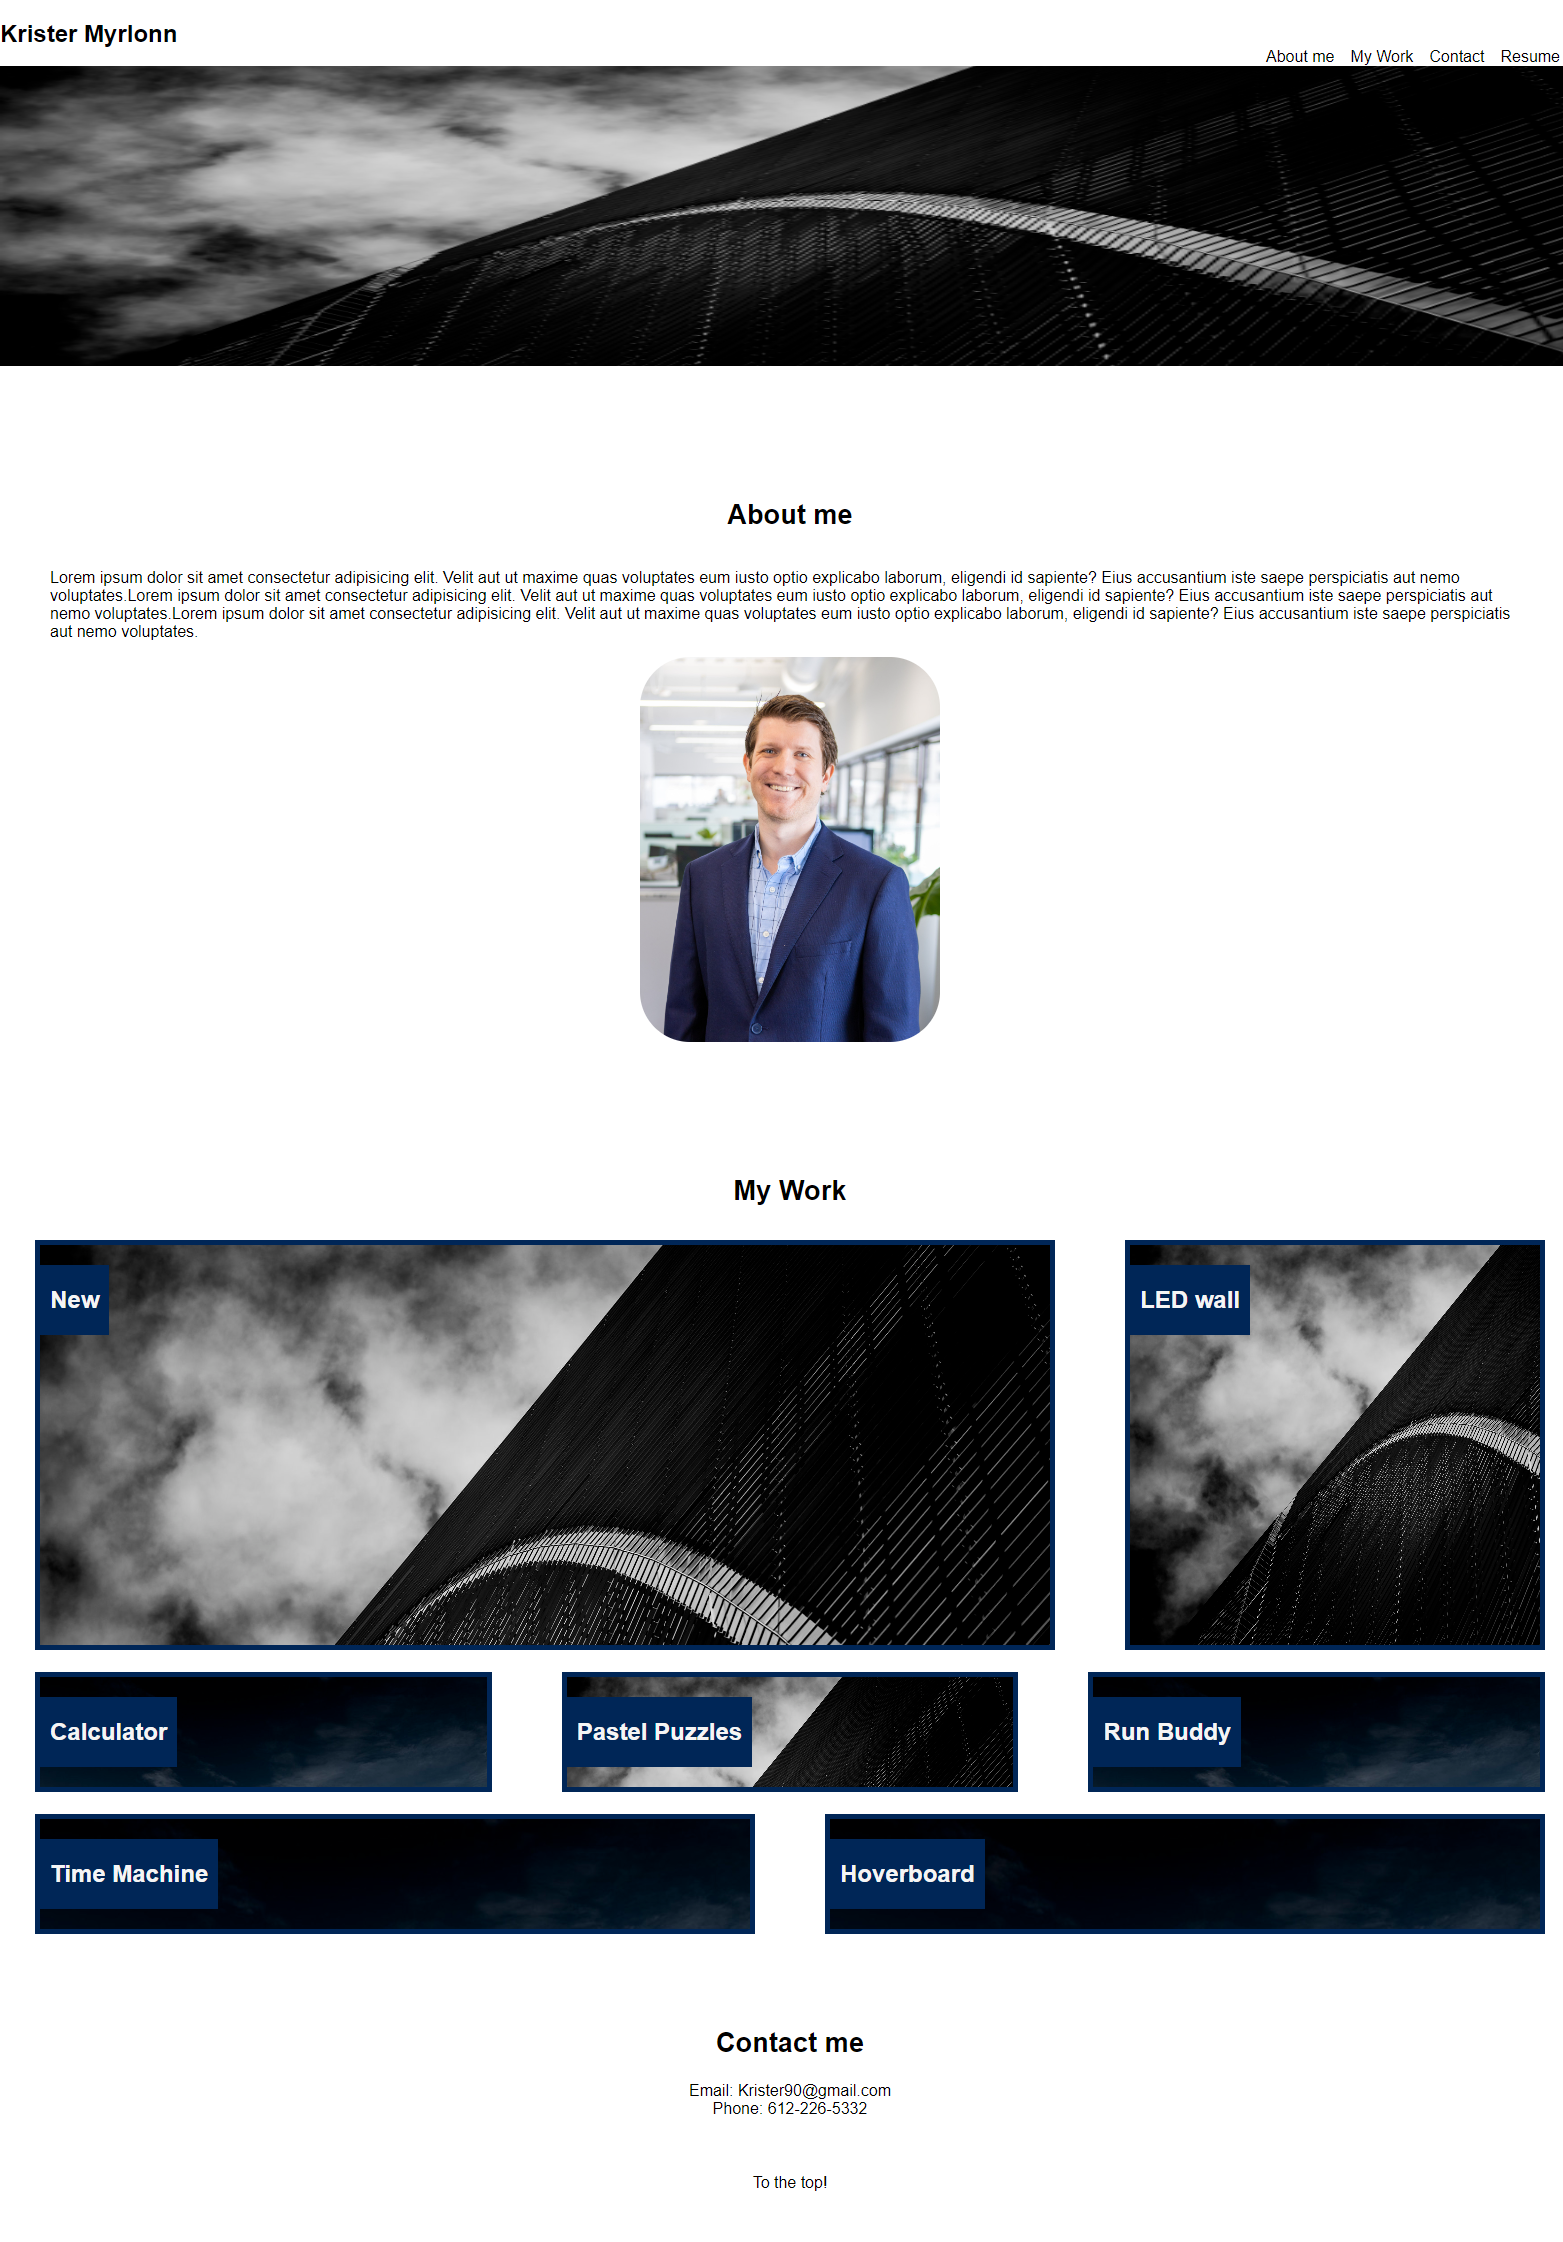 Krister Myrlonn
About me My Work Contact Resume
About me
Lorem ipsum dolor sit amet consectetur adipisicing elit. Velit aut ut maxime quas voluptates eum iusto optio explicabo laborum, eligendi id sapiente? Eius accusantium iste saepe perspiciatis aut nemo
voluptates.Lorem ipsum dolor sit amet consectetur adipisicing elit. Velit aut ut maxime quas voluptates eum iusto optio explicabo laborum, eligendi id sapiente? Eius accusantium iste saepe perspiciatis aut
nemo voluptates.Lorem ipsum dolor sit amet consectetur adipisicing elit. Velit aut ut maxime quas voluptates eum iusto optio explicabo laborum, eligendi id sapiente? Eius accusantium iste saepe perspiciatis
aut nemo voluptates.
My Work
New
LED wall
Calculator
Pastel Puzzles
Run Buddy
Time Machine
Hoverboard
Contact me
Email: Krister90@gmail.com
Phone: 612-226-5332
To the top!